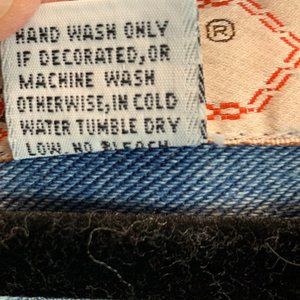 HAND WASH ONLY
IF DECORATED,OR
MACHINE WASH
OTHERWISE,IN COLD
WATER TUMBLE DRY
LOW. NO BLEACH
®